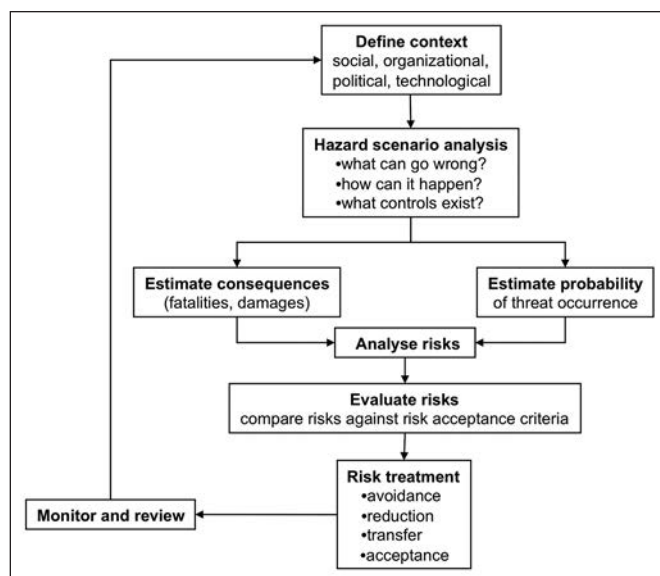 Define context
social, organizational,
political, technological
Hazard scenario analysis
•what can go wrong?
•how can it happen?
•what controls exist?
Estimate consequences
(fatalities, damages)
Estimate probability
of threat occurrence
Analyse risks
Evaluate risks
compare risks against risk acceptance criteria
Risk treatment
•avoidance
•reduction
•transfer
•acceptance
Monitor and review